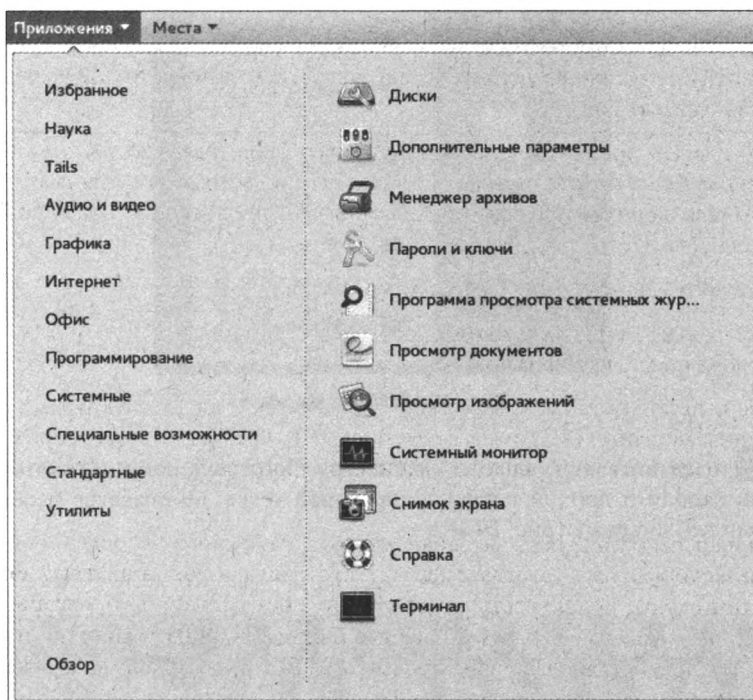 Приложения Места
Избранное
Наука
Tails
Аудио и видео
Графика
Интернет
Офис
Программирование
Системные
Специальные возможности
Стандартные
Утилиты
Обзор
Диски
Дополнительные параметры
Менеджер архивов
Пароли и ключи
Программа просмотра системных жур...
Просмотр документов
Просмотр изображений
Системный монитор
Снимок экрана
Справка
Терминал